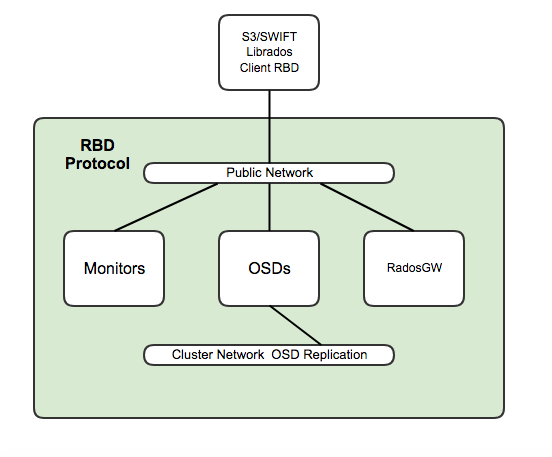 S3/SWIFT
Librados
Client RBD
RBD
Protocol
Public Network
Monitors
OSDs
RadosGW
Cluster Network  OSD Replication